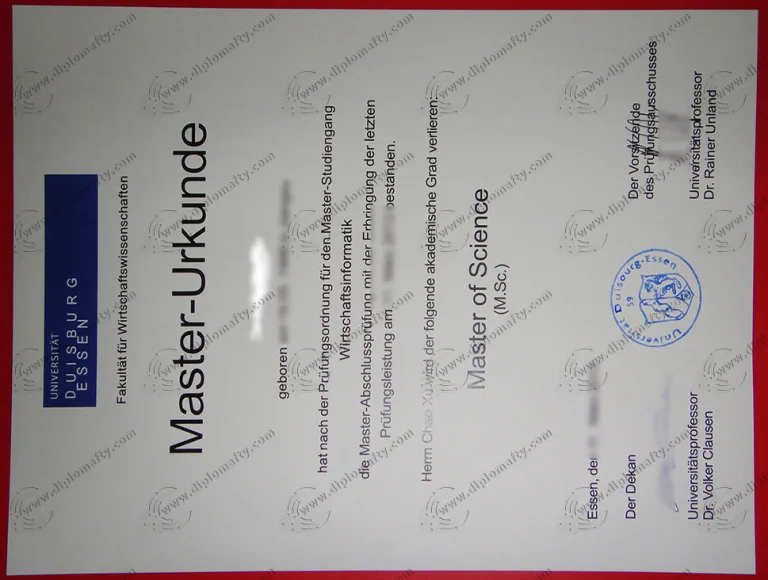 UNIVERSITÄT
DUISBURG
ESSEN
Fakultät für Wirtschaftswissenschaften
Master-Urkunde
geboren
hat nach der Prüfungsordnung für den Master-Studiengang
Wirtschaftsinformatik
die Master-Abschlussprüfung mit der Erbringung der letzten
Prüfungsleistung am bestanden.
Herrn Chao Xu wird der folgende akademische Grad verliehen:
Master of Science
(M.Sc.)
Essen, den
Der Dekan
Universitätsprofessor
Dr. Volker Clausen
Universität Duisburg-Essen
59
Der Vorsitzende
des Prüfungsausschusses
Universitätsprofessor
Dr. Rainer Unland
www.diplomafty.com